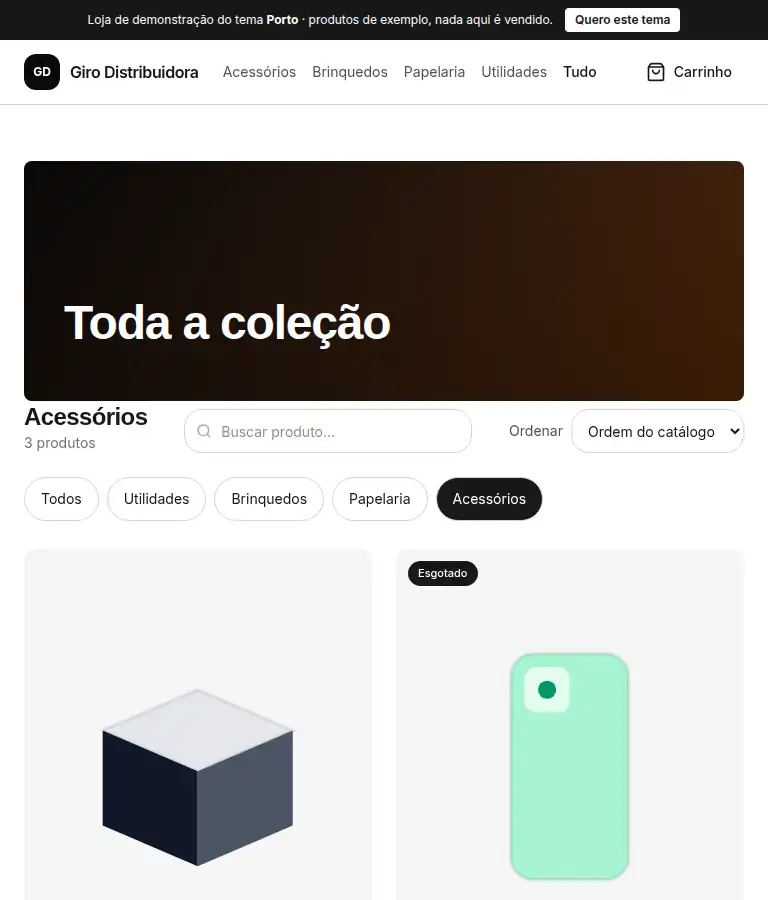 Loja de demonstração do tema Porto · produtos de exemplo, nada aqui é vendido. Quero este tema
GD Giro Distribuidora Acessórios Brinquedos Papelaria Utilidades Tudo Carrinho
Toda a coleção
Acessórios
3 produtos
Buscar produto...
Ordenar Ordem do catálogo
Todos Utilidades Brinquedos Papelaria Acessórios
Esgotado